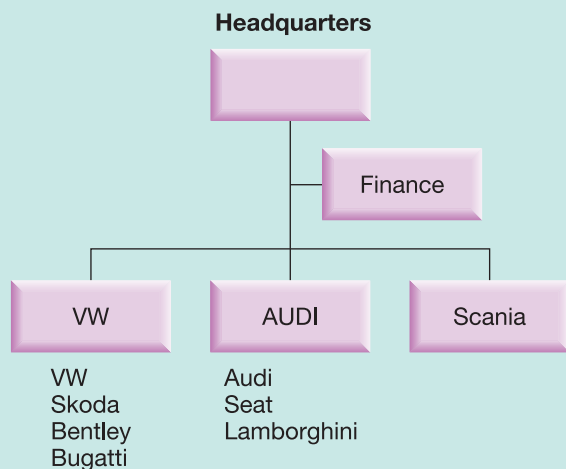 Headquarters
Finance
VW
AUDI
Scania
VW
Skoda
Bentley
Bugatti
Audi
Seat
Lamborghini